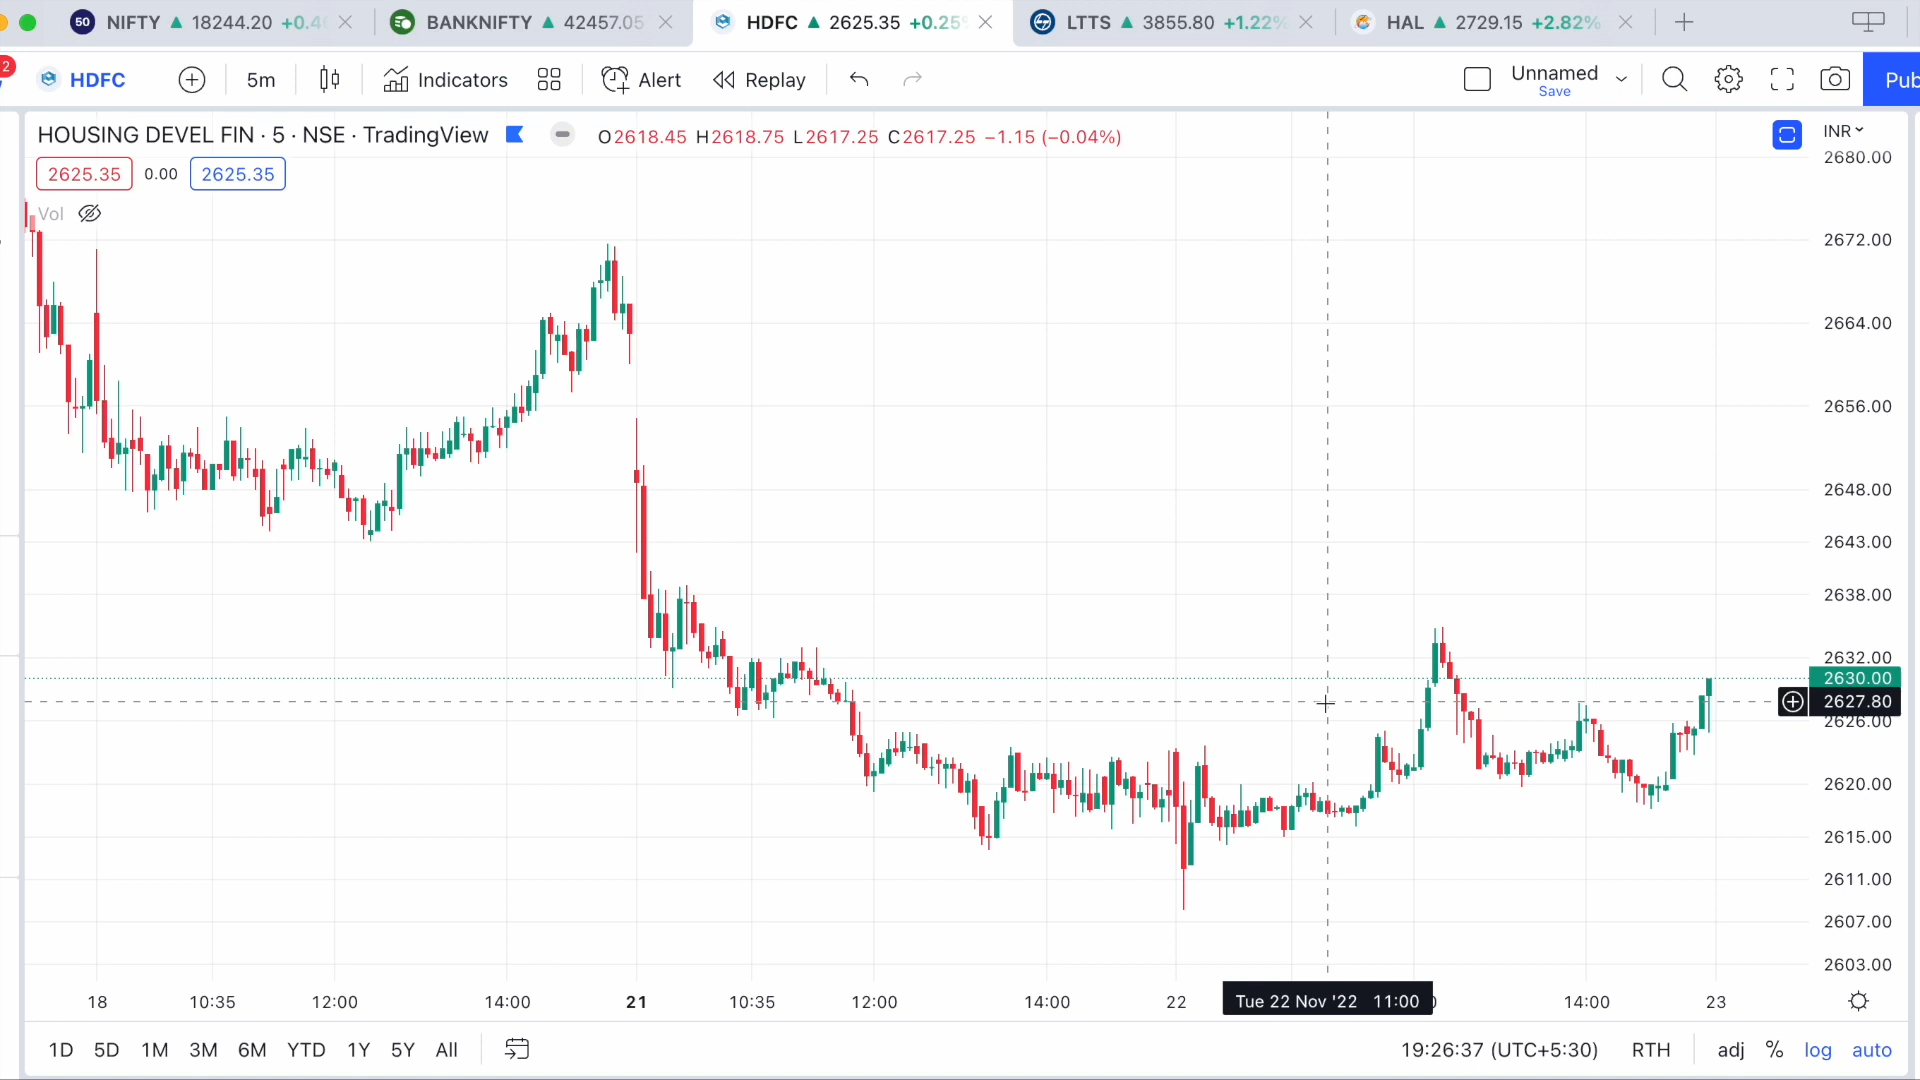 50 NIFTY 18244.20 +0.4 BANKNIFTY 42457.05 HDFC 2625.35 +0.25% LTTS 3855.80 +1.22% HAL 2729.15 +2.82%
2 HDFC 5m Indicators Alert Replay Unnamed Save Pub
HOUSING DEVEL FIN · 5 · NSE · TradingView O2618.45 H2618.75 L2617.25 C2617.25 −1.15 (−0.04%) INR
2680.00
2625.35 0.00 2625.35
Vol
2672.00
2664.00
2656.00
2648.00
2643.00
2638.00
2632.00
2630.00
2627.80
2626.00
2620.00
2615.00
2611.00
2607.00
2603.00
18 10:35 12:00 14:00 21 10:35 12:00 14:00 22 Tue 22 Nov '22 11:00 14:00 23
1D 5D 1M 3M 6M YTD 1Y 5Y All 19:26:37 (UTC+5:30) RTH adj % log auto